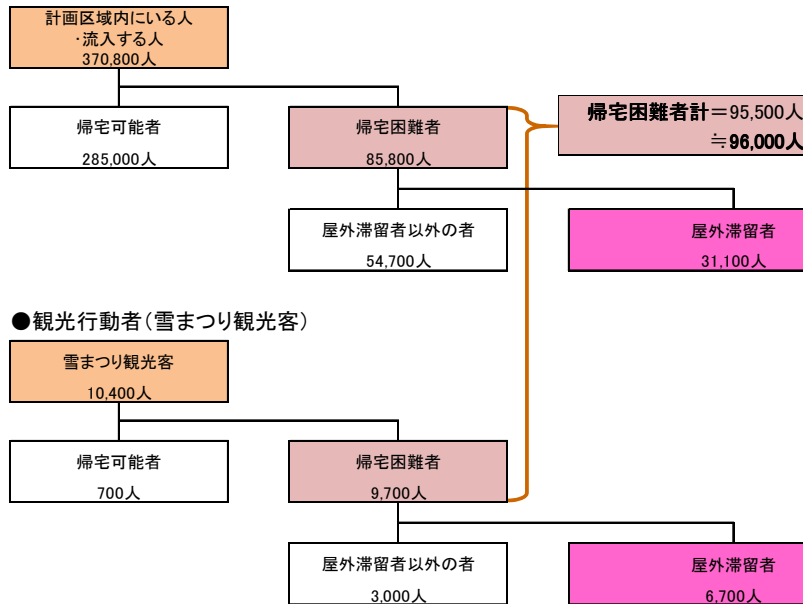 計画区域内にいる人
・流入する人
370,800人
帰宅可能者
285,000人
帰宅困難者
85,800人
帰宅困難者計＝95,500人
≒96,000人
屋外滞留者以外の者
54,700人
屋外滞留者
31,100人
●観光行動者（雪まつり観光客）
雪まつり観光客
10,400人
帰宅可能者
700人
帰宅困難者
9,700人
屋外滞留者以外の者
3,000人
屋外滞留者
6,700人